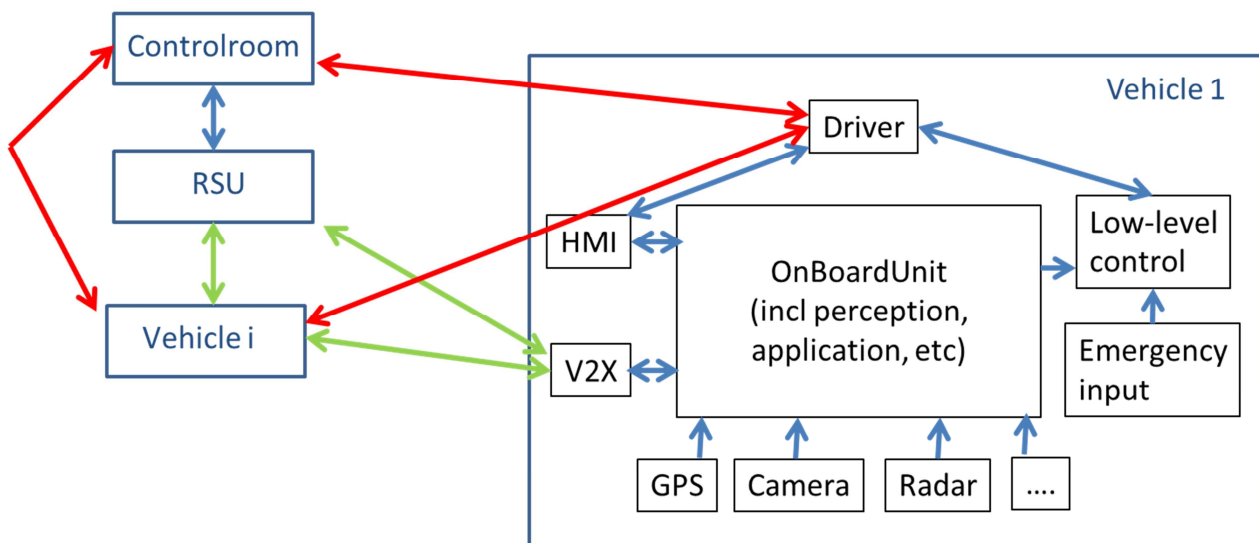 Controlroom
RSU
Vehicle i
Vehicle 1
Driver
HMI
V2X
OnBoardUnit
(incl perception,
application, etc)
Low-level
control
Emergency
input
GPS
Camera
Radar
....